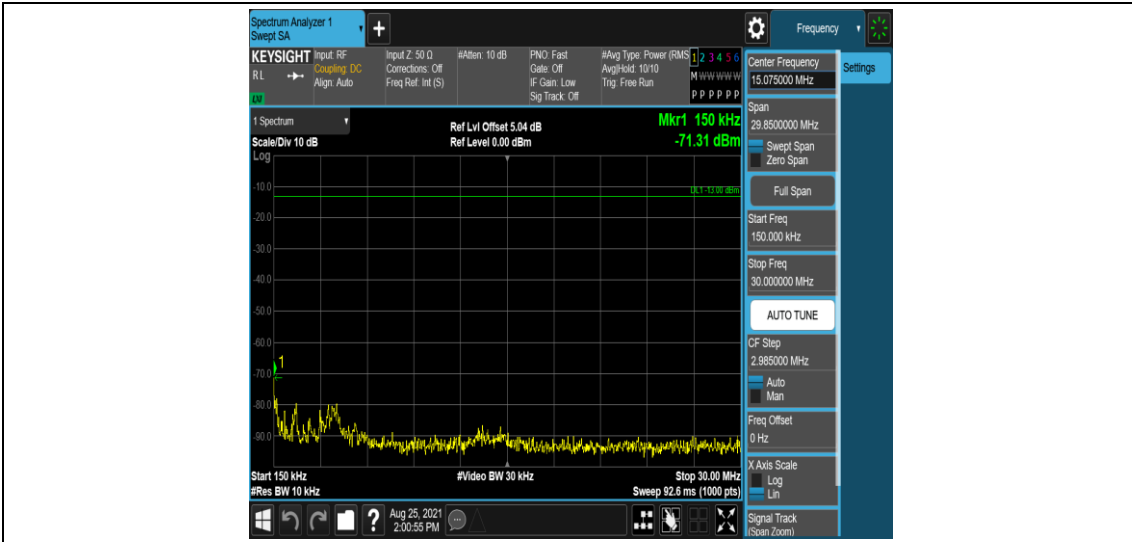 Spectrum Analyzer 1
Swept SA
+
Frequency
KEYSIGHT
RL
Input: RF
Coupling: DC
Align: Auto
Input Z: 50 Ω
Corrections: Off
Freq Ref: Int (S)
#Atten: 10 dB
PNO: Fast
Gate: Off
IF Gain: Low
Sig Track: Off
#Avg Type: Power (RMS
Avg|Hold: 10/10
Trig: Free Run
1 2 3 4 5 6
M W W W W W
P P P P P P
1 Spectrum
Scale/Div 10 dB
Log
Ref Lvl Offset 5.04 dB
Ref Level 0.00 dBm
Mkr1 150 kHz
-71.31 dBm
DL1 -13.00 dBm
-10.0
-20.0
-30.0
-40.0
-50.0
-60.0
-70.0
-80.0
-90.0
1
Start 150 kHz
#Res BW 10 kHz
#Video BW 30 kHz
Stop 30.00 MHz
Sweep 92.6 ms (1000 pts)
Aug 25, 2021
2:00:55 PM
?
Center Frequency
15.075000 MHz
Settings
Span
29.8500000 MHz
Swept Span
Zero Span
Full Span
Start Freq
150.000 kHz
Stop Freq
30.000000 MHz
AUTO TUNE
CF Step
2.985000 MHz
Auto
Man
Freq Offset
0 Hz
X Axis Scale
Log
Lin
Signal Track
(Span Zoom)